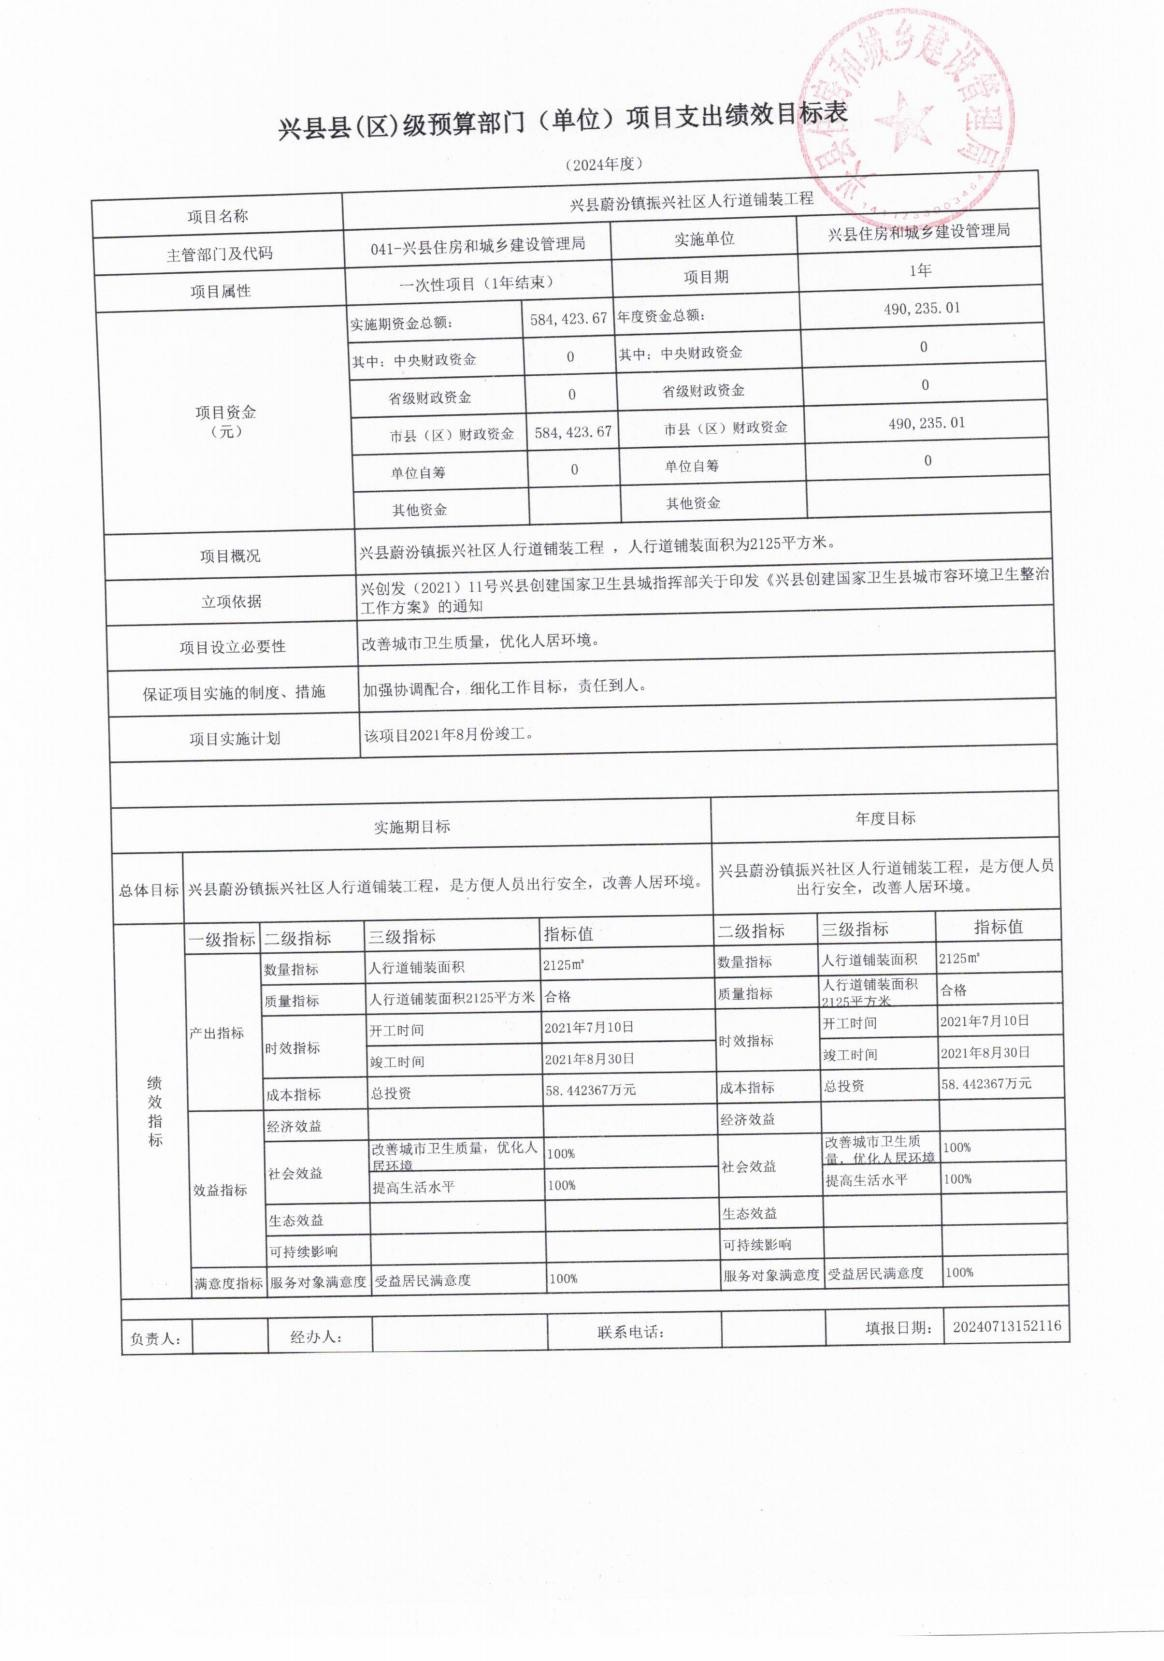 兴县住房和城乡建设管理局
兴县县(区)级预算部门（单位）项目支出绩效目标表
（2024年度）
项目名称 兴县蔚汾镇振兴社区人行道铺装工程
主管部门及代码 041-兴县住房和城乡建设管理局 实施单位 兴县住房和城乡建设管理局
项目属性 一次性项目（1年结束） 项目期 1年
项目资金
（元）
实施期资金总额： 584,423.67 年度资金总额： 490,235.01
其中：中央财政资金 0 其中：中央财政资金 0
省级财政资金 0 省级财政资金 0
市县（区）财政资金 584,423.67 市县（区）财政资金 490,235.01
单位自筹 0 单位自筹 0
其他资金 其他资金
项目概况 兴县蔚汾镇振兴社区人行道铺装工程 ，人行道铺装面积为2125平方米。
立项依据 兴创发（2021）11号兴县创建国家卫生县城指挥部关于印发《兴县创建国家卫生县城市容环境卫生整治
工作方案》的通知
项目设立必要性 改善城市卫生质量，优化人居环境。
保证项目实施的制度、措施 加强协调配合，细化工作目标，责任到人。
项目实施计划 该项目2021年8月份竣工。
实施期目标 年度目标
总体目标 兴县蔚汾镇振兴社区人行道铺装工程，是方便人员出行安全，改善人居环境。 兴县蔚汾镇振兴社区人行道铺装工程，是方便人员
出行安全，改善人居环境。
绩效指标
一级指标 二级指标 三级指标 指标值 二级指标 三级指标 指标值
产出指标
数量指标 人行道铺装面积 2125m² 数量指标 人行道铺装面积 2125m²
质量指标 人行道铺装面积2125平方米 合格 质量指标 人行道铺装面积
2125平方米 合格
时效指标 开工时间 2021年7月10日 时效指标 开工时间 2021年7月10日
竣工时间 2021年8月30日 竣工时间 2021年8月30日
成本指标 总投资 58.442367万元 成本指标 总投资 58.442367万元
效益指标
经济效益 经济效益
社会效益 改善城市卫生质量，优化人
居环境 100% 社会效益 改善城市卫生质
量，优化人居环境 100%
提高生活水平 100% 提高生活水平 100%
生态效益 生态效益
可持续影响 可持续影响
满意度指标 服务对象满意度 受益居民满意度 100% 服务对象满意度 受益居民满意度 100%
负责人： 经办人： 联系电话： 填报日期： 20240713152116